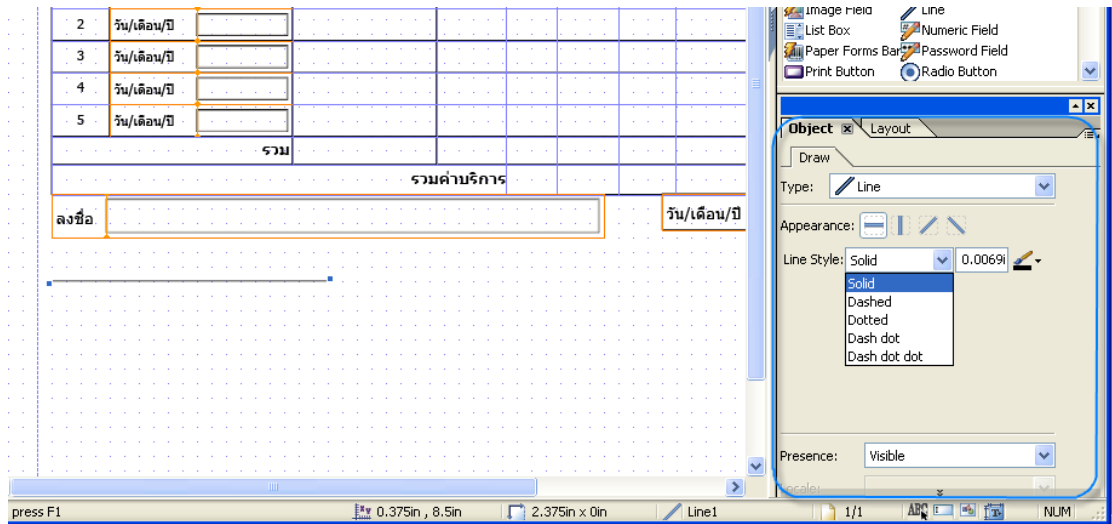 Image Field Line
List Box Numeric Field
Paper Forms Bar Password Field
Print Button Radio Button
2 วัน/เดือน/ปี
3 วัน/เดือน/ปี
4 วัน/เดือน/ปี
5 วัน/เดือน/ปี
รวม
รวมค่าบริการ
ลงชื่อ วัน/เดือน/ปี
Object Layout
Draw
Type: Line
Appearance:
Line Style: Solid 0.0069i
Solid
Dashed
Dotted
Dash dot
Dash dot dot
Presence: Visible
Locale:
press F1 0.375in , 8.5in 2.375in x 0in Line1 1/1 ABC NUM